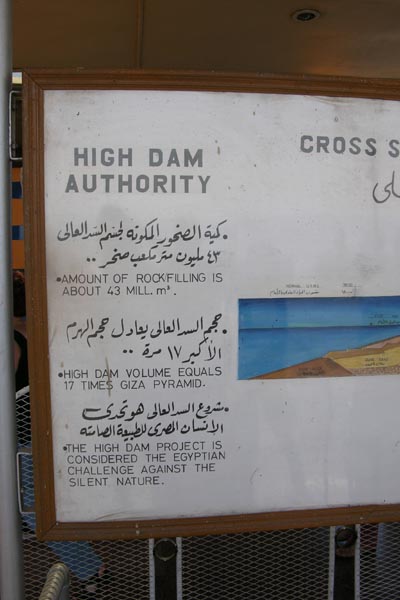 HIGH DAM
AUTHORITY
CROSS S
كمية الصخور المكونة لجسم السد العالى
٤٣ مليون متر مكعب صخر ..
•AMOUNT OF ROCKFILLING IS
ABOUT 43 MILL. m³ .
•حجم السد العالى يعادل حجم الهرم
الأكبر ١٧ مرة ..
•HIGH DAM VOLUME EQUALS
17 TIMES GIZA PYRAMID.
•مشروع السد العالى هو تحدى
الإنسان المصرى للطبيعة الصامتة
•THE HIGH DAM PROJECT IS
CONSIDERED THE EGYPTIAN
CHALLENGE AGAINST THE
SILENT NATURE.